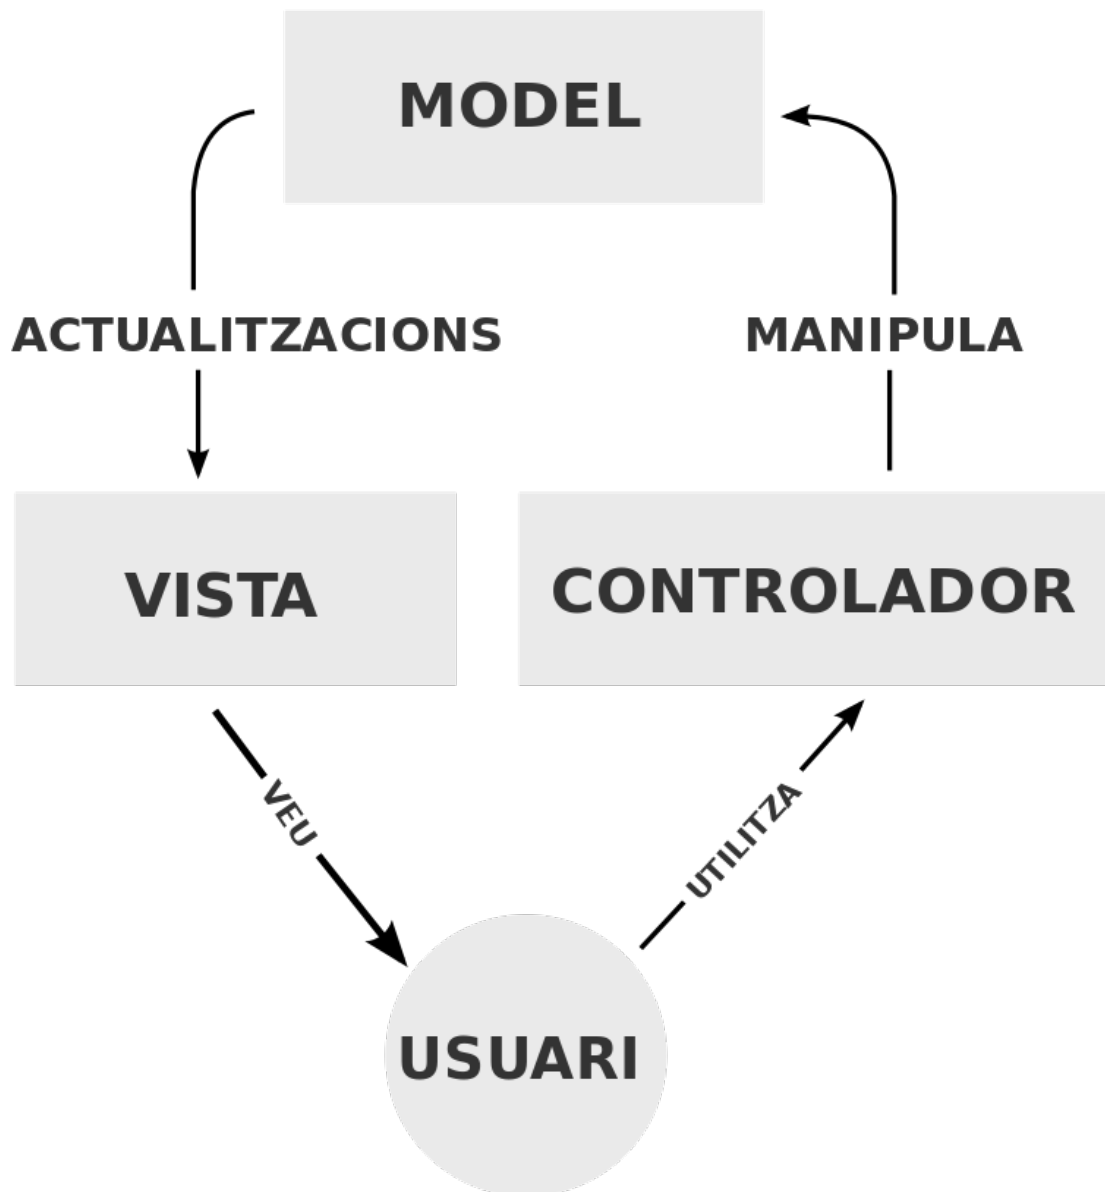 MODEL
ACTUALITZACIONS
MANIPULA
VISTA
CONTROLADOR
VEU
UTILITZA
USUARI